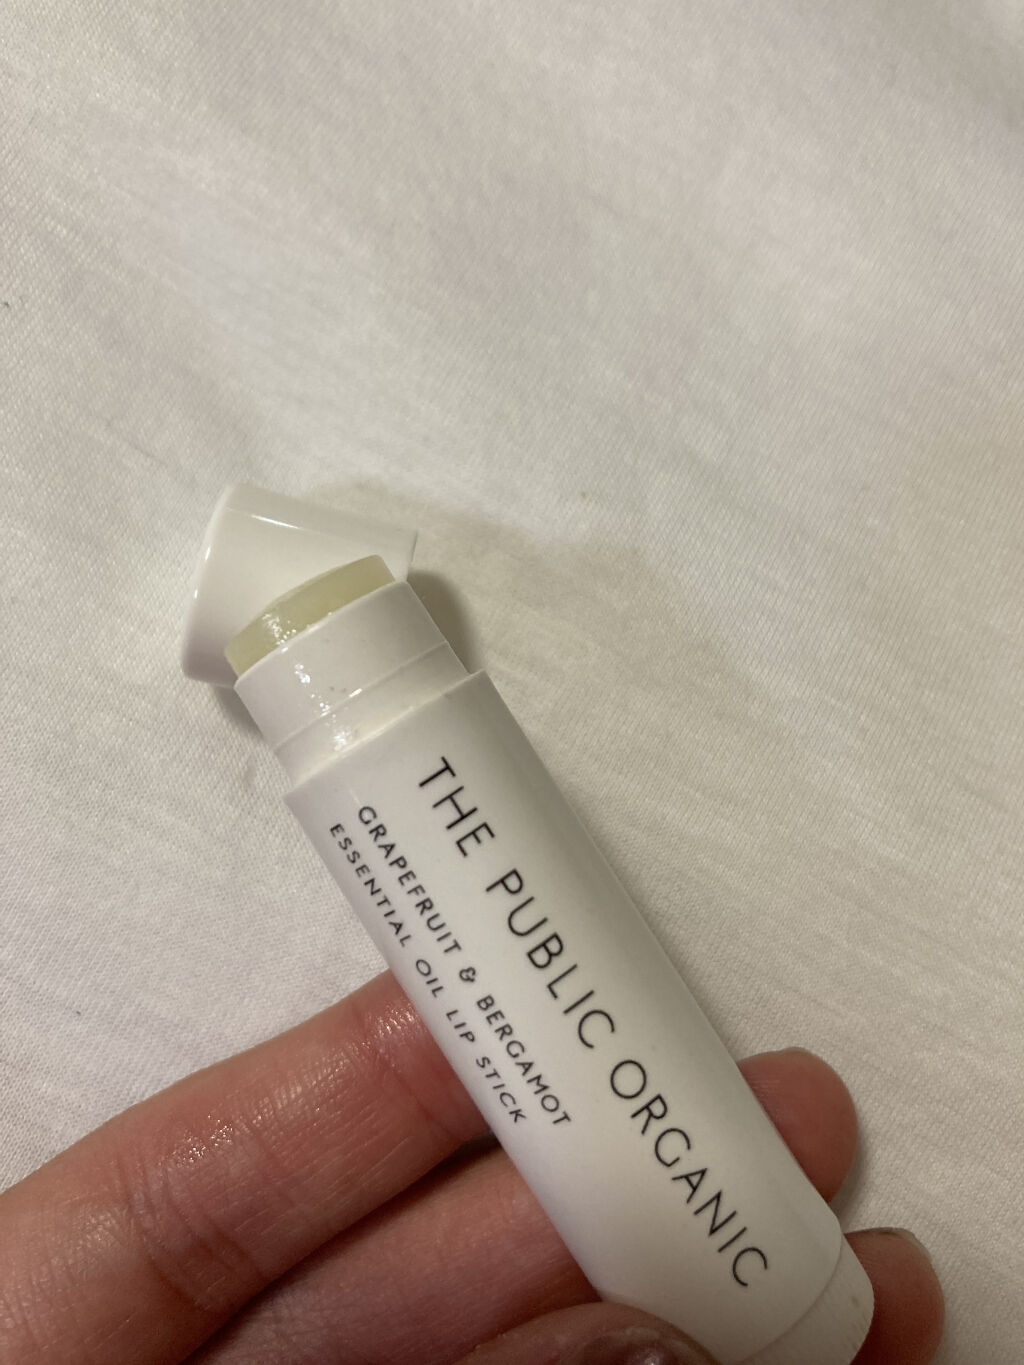 THE PUBLIC ORGANIC
GRAPEFRUIT & BERGAMOT
ESSENTIAL OIL LIP STICK